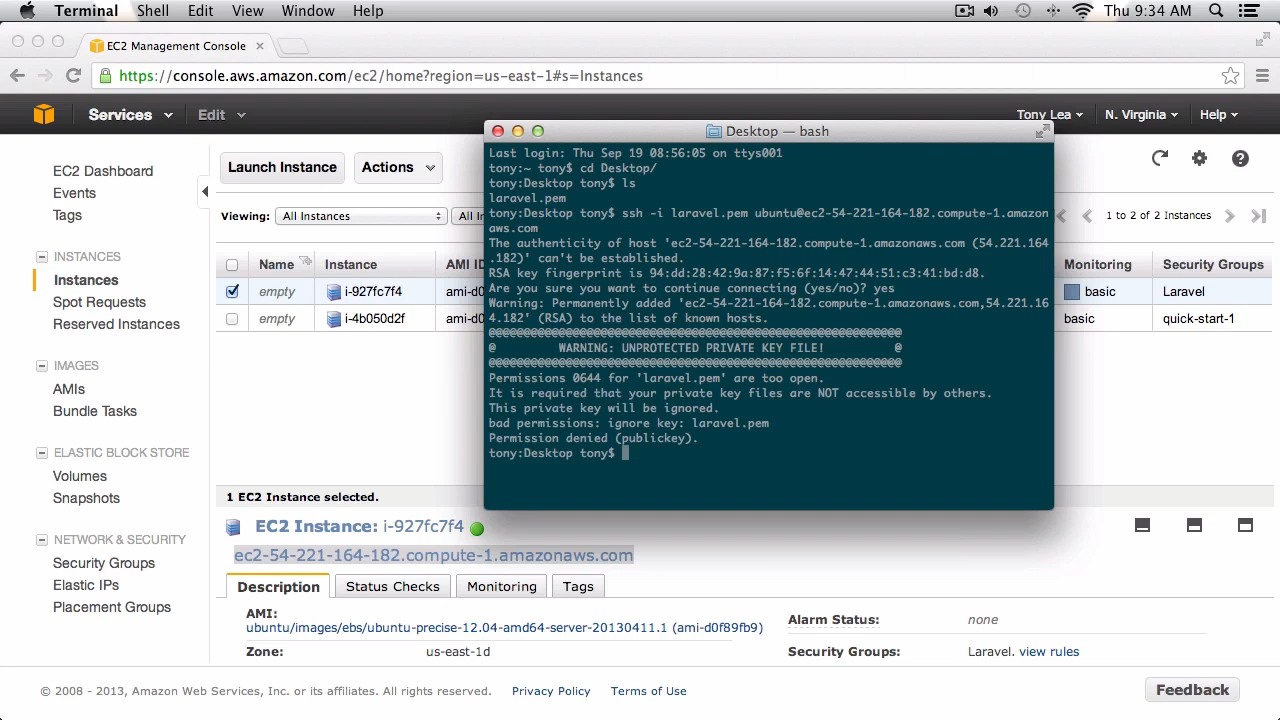 Terminal Shell Edit View Window Help Thu 9:34 AM
EC2 Management Console
https://console.aws.amazon.com/ec2/home?region=us-east-1#s=Instances
Services Edit Tony Lea N. Virginia Help
EC2 Dashboard
Events
Tags
INSTANCES
Instances
Spot Requests
Reserved Instances
IMAGES
AMIs
Bundle Tasks
ELASTIC BLOCK STORE
Volumes
Snapshots
NETWORK & SECURITY
Security Groups
Elastic IPs
Placement Groups
Launch Instance Actions
Viewing: All Instances All In
1 to 2 of 2 Instances
Name Instance AMI ID Monitoring Security Groups
empty i-927fc7f4 ami-d0 basic Laravel
empty i-4b050d2f ami-d0 basic quick-start-1
Desktop — bash
Last login: Thu Sep 19 08:56:05 on ttys001
tony:~ tony$ cd Desktop/
tony:Desktop tony$ ls
laravel.pem
tony:Desktop tony$ ssh -i laravel.pem ubuntu@ec2-54-221-164-182.compute-1.amazon
aws.com
The authenticity of host 'ec2-54-221-164-182.compute-1.amazonaws.com (54.221.164
.182)' can't be established.
RSA key fingerprint is 94:dd:28:42:9a:87:f5:6f:14:47:44:51:c3:41:bd:d8.
Are you sure you want to continue connecting (yes/no)? yes
Warning: Permanently added 'ec2-54-221-164-182.compute-1.amazonaws.com,54.221.16
4.182' (RSA) to the list of known hosts.
@@@@@@@@@@@@@@@@@@@@@@@@@@@@@@@@@@@@@@@@@@@@@@@@@@@@@@@@@@@
@         WARNING: UNPROTECTED PRIVATE KEY FILE!          @
@@@@@@@@@@@@@@@@@@@@@@@@@@@@@@@@@@@@@@@@@@@@@@@@@@@@@@@@@@@
Permissions 0644 for 'laravel.pem' are too open.
It is required that your private key files are NOT accessible by others.
This private key will be ignored.
bad permissions: ignore key: laravel.pem
Permission denied (publickey).
tony:Desktop tony$
1 EC2 Instance selected.
EC2 Instance: i-927fc7f4
ec2-54-221-164-182.compute-1.amazonaws.com
Description Status Checks Monitoring Tags
AMI:
ubuntu/images/ebs/ubuntu-precise-12.04-amd64-server-20130411.1 (ami-d0f89fb9)
Alarm Status: none
Zone: us-east-1d
Security Groups: Laravel. view rules
© 2008 - 2013, Amazon Web Services, Inc. or its affiliates. All rights reserved. Privacy Policy Terms of Use
Feedback